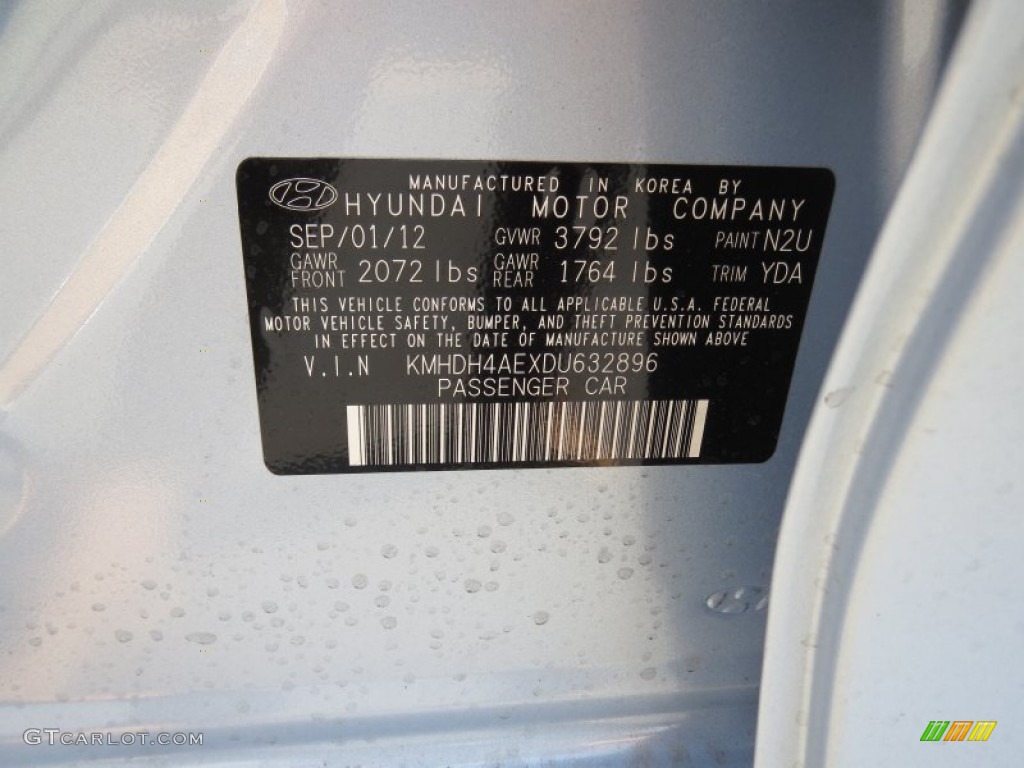 MANUFACTURED IN KOREA BY
HYUNDAI MOTOR COMPANY
SEP/01/12 GVWR 3792 lbs PAINT N2U
GAWR FRONT 2072 lbs GAWR REAR 1764 lbs TRIM YDA
THIS VEHICLE CONFORMS TO ALL APPLICABLE U.S.A. FEDERAL
MOTOR VEHICLE SAFETY, BUMPER, AND THEFT PREVENTION STANDARDS
IN EFFECT ON THE DATE OF MANUFACTURE SHOWN ABOVE
V.I.N KMHDH4AEXDU632896
PASSENGER CAR
GTCARLOT.COM